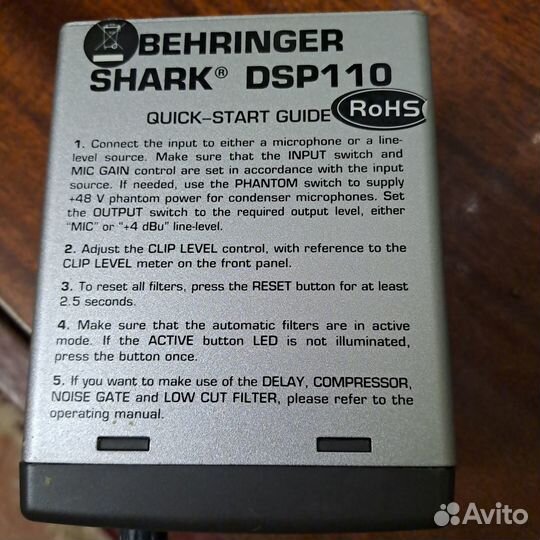 BEHRINGER
SHARK® DSP110
QUICK-START GUIDE
RoHS
1. Connect the input to either a microphone or a line-
level source. Make sure that the INPUT switch and
MIC GAIN control are set in accordance with the input
source. If needed, use the PHANTOM switch to supply
+48 V phantom power for condenser microphones. Set
the OUTPUT switch to the required output level, either
"MIC" or "+4 dBu" line-level.
2. Adjust the CLIP LEVEL control, with reference to the
CLIP LEVEL meter on the front panel.
3. To reset all filters, press the RESET button for at least
2.5 seconds.
4. Make sure that the automatic filters are in active
mode. If the ACTIVE button LED is not illuminated,
press the button once.
5. If you want to make use of the DELAY, COMPRESSOR,
NOISE GATE and LOW CUT FILTER, please refer to the
operating manual.
Avito